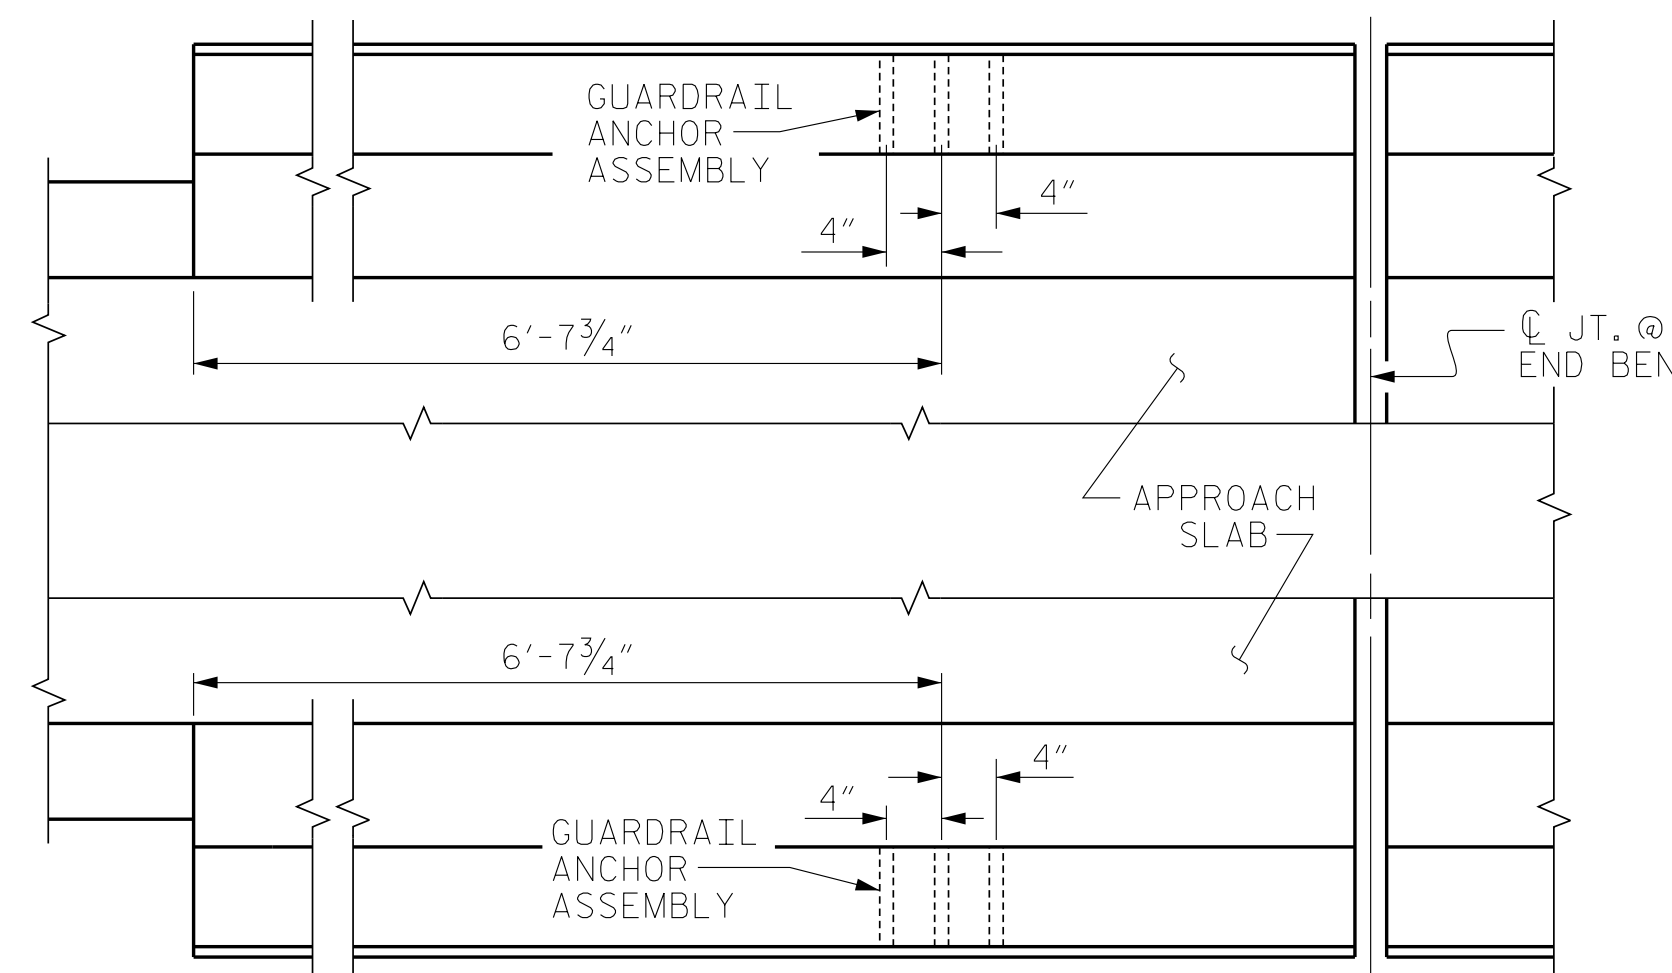 GUARDRAIL
ANCHOR
ASSEMBLY
4″
4″
6′-7¾″
℄ JT. @
END BEN
APPROACH
SLAB
6′-7¾″
4″
4″
GUARDRAIL
ANCHOR
ASSEMBLY